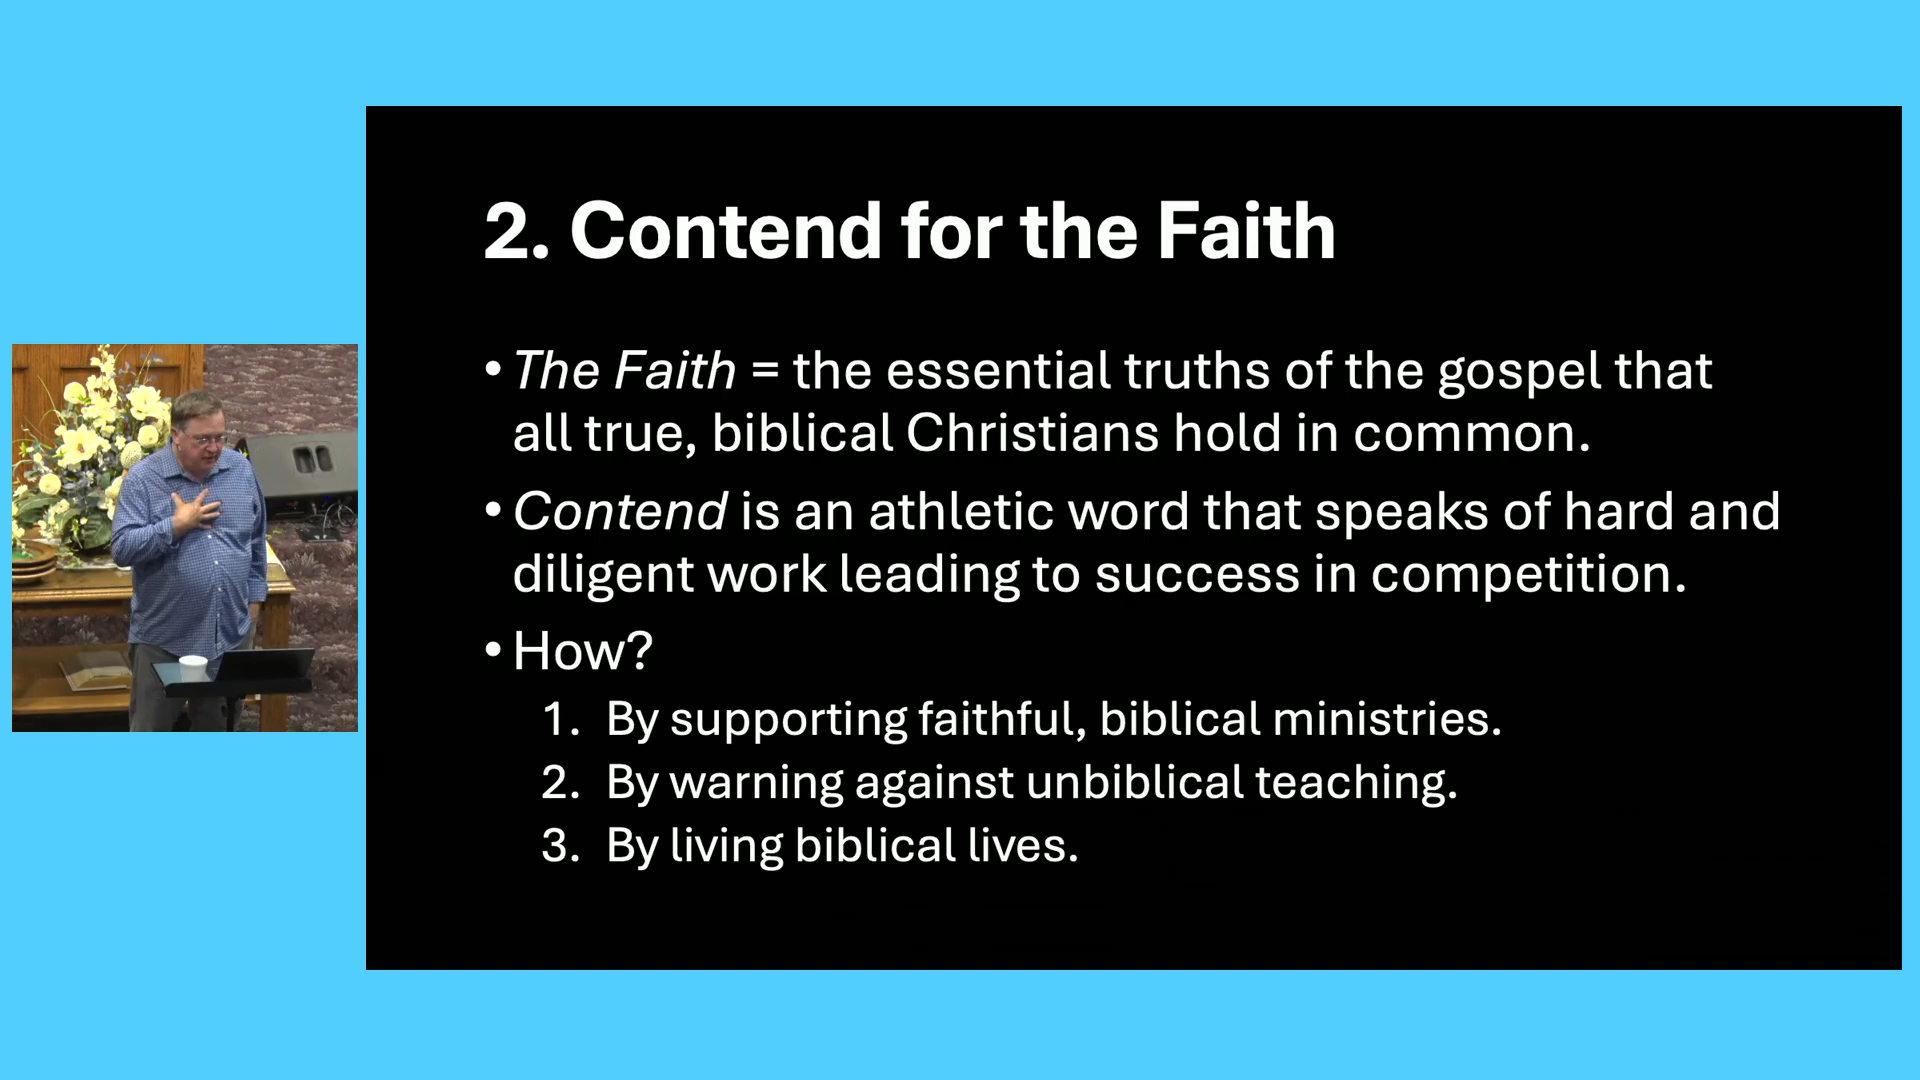 2. Contend for the Faith
• The Faith = the essential truths of the gospel that
all true, biblical Christians hold in common.
• Contend is an athletic word that speaks of hard and
diligent work leading to success in competition.
• How?
1. By supporting faithful, biblical ministries.
2. By warning against unbiblical teaching.
3. By living biblical lives.